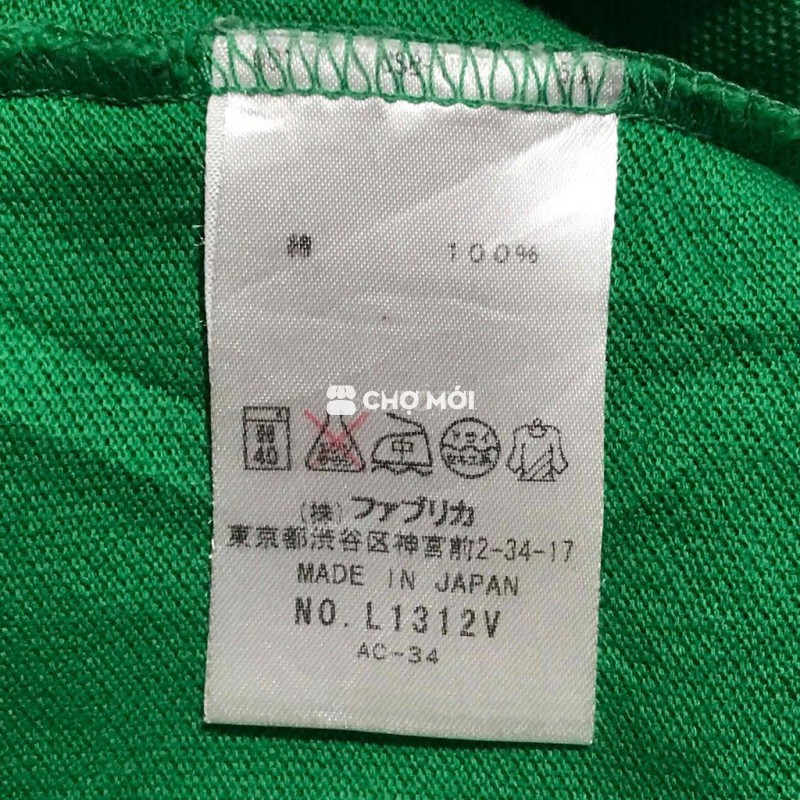 綿 100%
CHỢ MỚI
弱
40
中
(株)ファブリカ
東京都渋谷区神宮前2-34-17
MADE IN JAPAN
NO. L1312V
AC-34